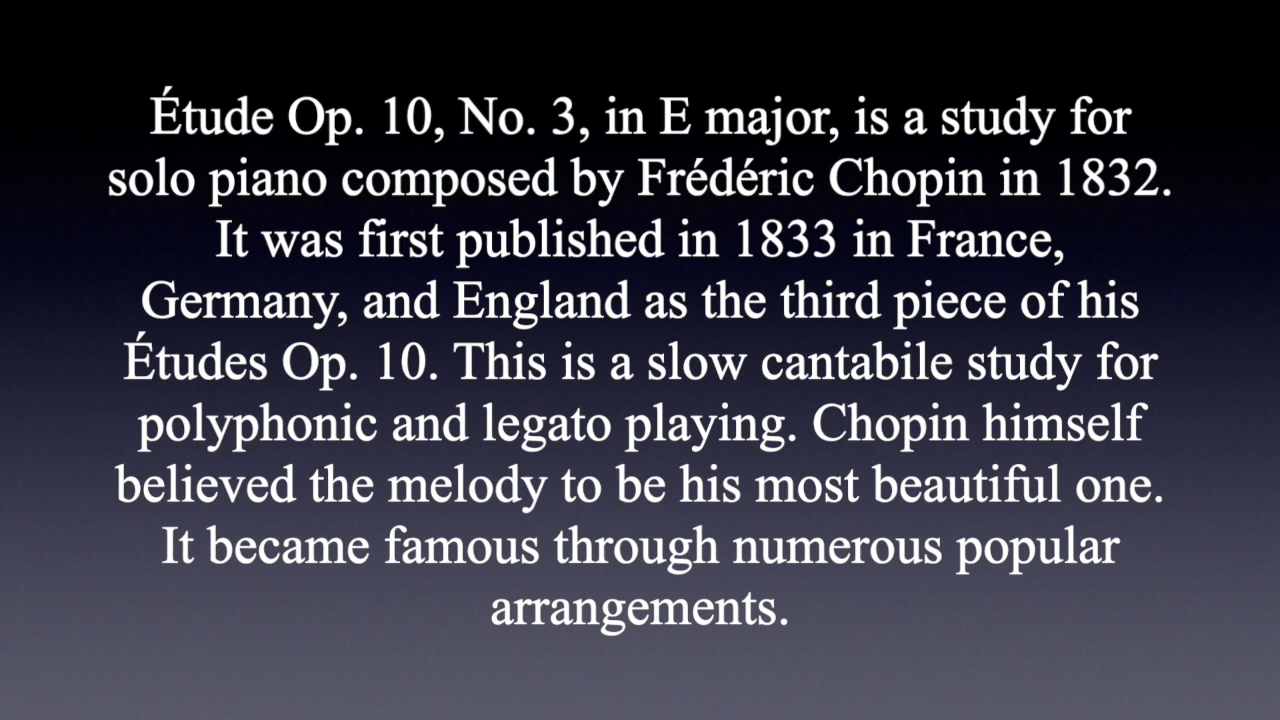 Étude Op. 10, No. 3, in E major, is a study for
solo piano composed by Frédéric Chopin in 1832.
It was first published in 1833 in France,
Germany, and England as the third piece of his
Études Op. 10. This is a slow cantabile study for
polyphonic and legato playing. Chopin himself
believed the melody to be his most beautiful one.
It became famous through numerous popular
arrangements.